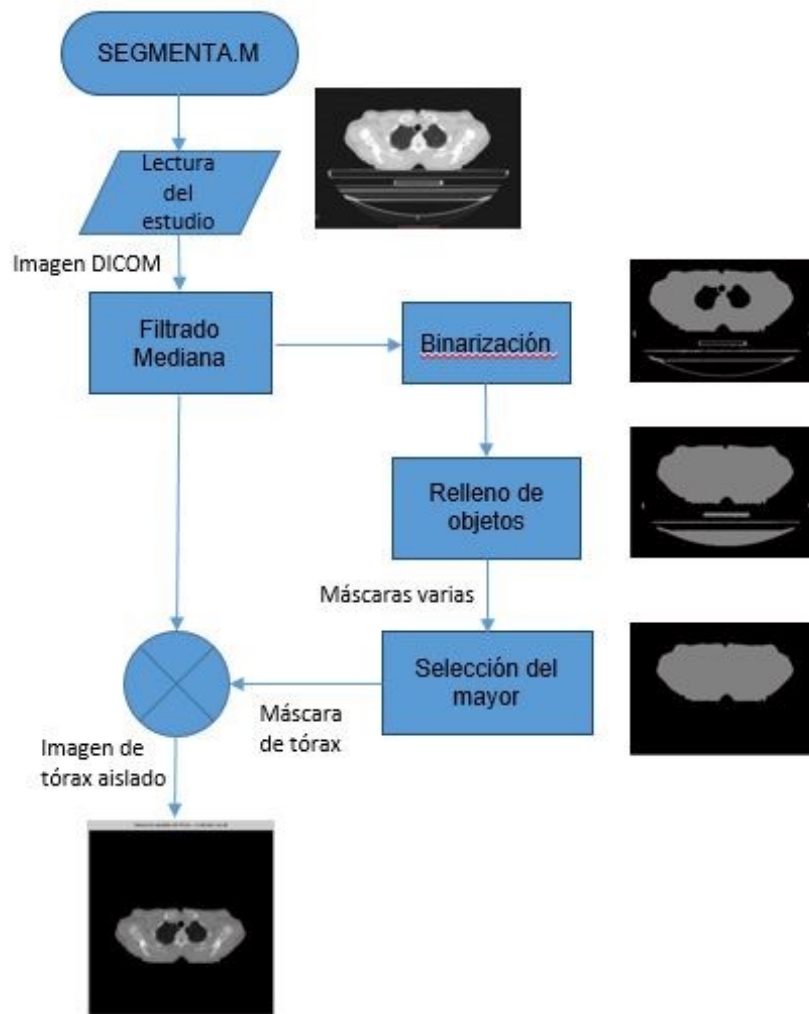 SEGMENTA.M
Lectura
del
estudio
Imagen DICOM
Filtrado
Mediana
Binarización
Relleno de
objetos
Máscaras varias
Selección del
mayor
Máscara
de tórax
Imagen de
tórax aislado